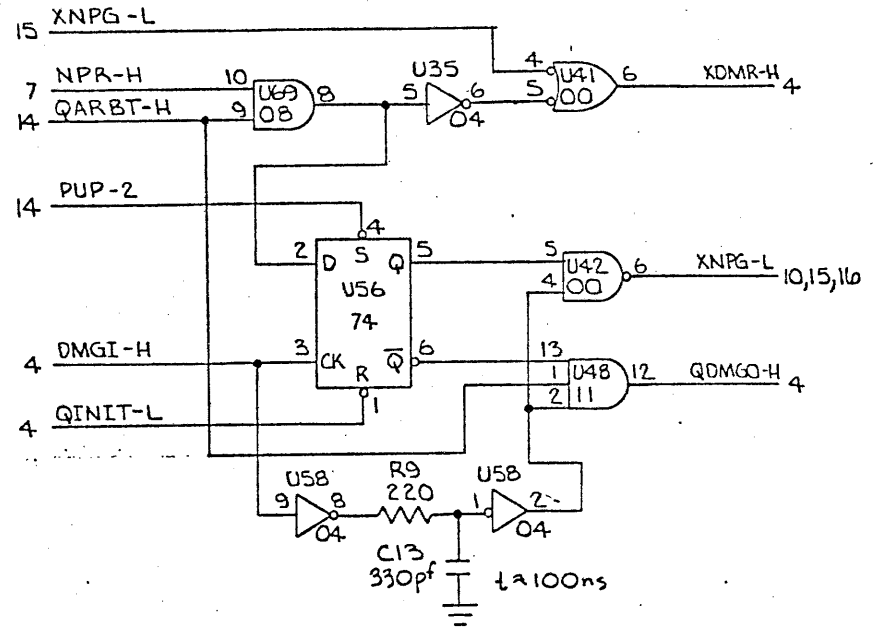 15 XNPG-L
7 NPR-H
14 QARBT-H
10
9
U69
08
8
U35
5
6
04
4
5
U41
00
6
XDMR-H
4
14 PUP-2
4
2
D
S
Q
5
U56
74
5
4
U42
00
6
XNPG-L
10,15,16
4 DMGI-H
3
CK
Q
6
R
1
13
1
2
U48
11
12
QDMGO-H
4
4 QINIT-L
U58
9
8
04
R9
220
U58
1
2
04
C13
330pf
t≈100ns